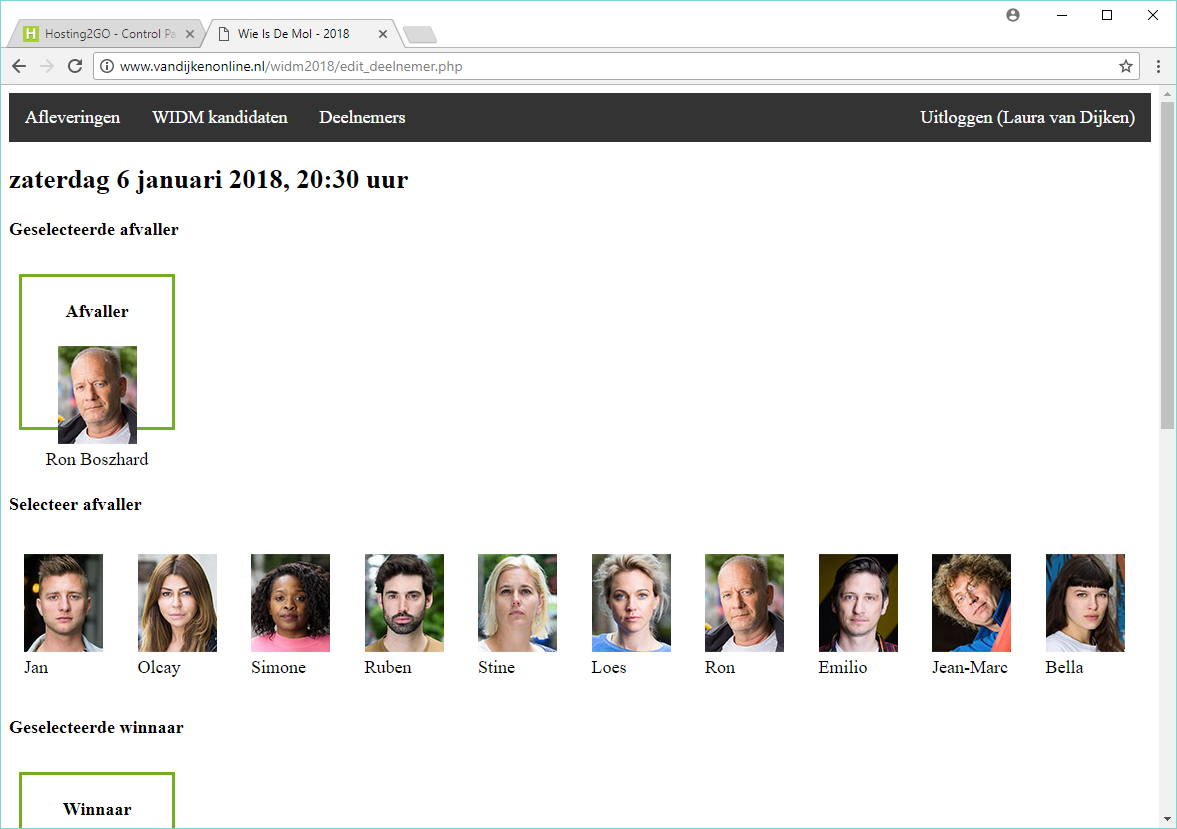 Hosting2GO - Control Pa
Wie Is De Mol - 2018
www.vandijkenonline.nl/widm2018/edit_deelnemer.php
Afleveringen WIDM kandidaten Deelnemers Uitloggen (Laura van Dijken)
zaterdag 6 januari 2018, 20:30 uur
Geselecteerde afvaller
Afvaller
Ron Boszhard
Selecteer afvaller
Jan Olcay Simone Ruben Stine Loes Ron Emilio Jean-Marc Bella
Geselecteerde winnaar
Winnaar